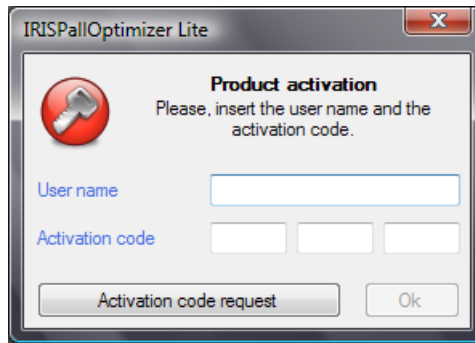 IRISPallOptimizer Lite
Product activation
Please, insert the user name and the
activation code.
User name
Activation code
Activation code request
Ok